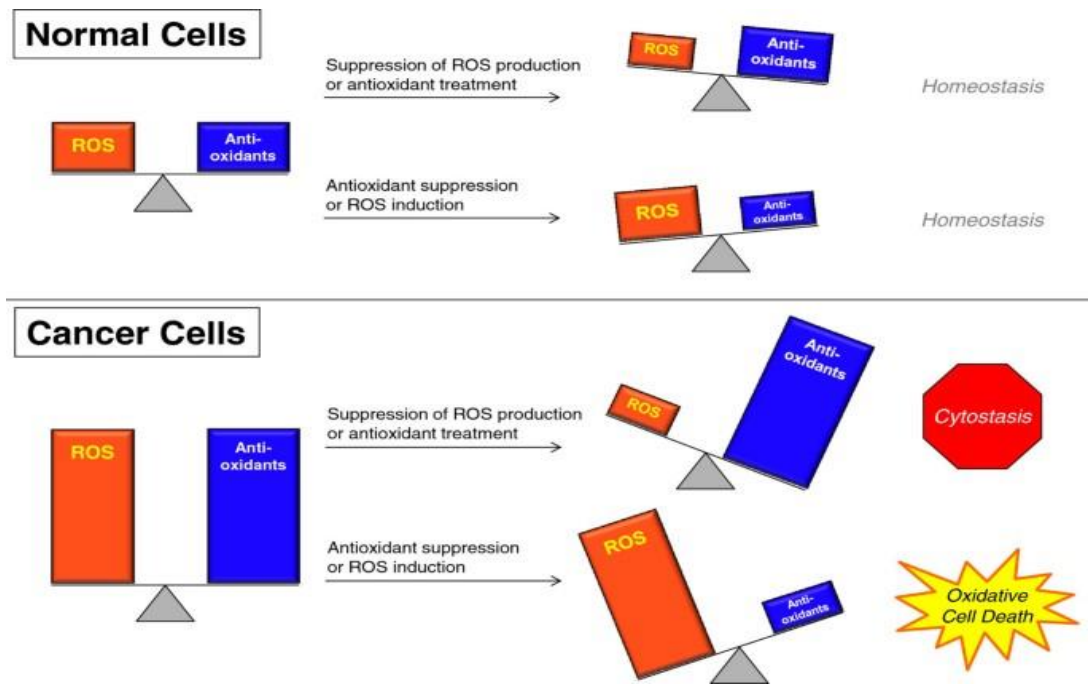 Normal Cells
ROS
Anti-
oxidants
Suppression of ROS production
or antioxidant treatment
ROS
Anti-
oxidants
Homeostasis
Antioxidant suppression
or ROS induction
ROS
Anti-
oxidants
Homeostasis
Cancer Cells
ROS
Anti-
oxidants
Suppression of ROS production
or antioxidant treatment
ROS
Anti-
oxidants
Cytostasis
Antioxidant suppression
or ROS induction
ROS
Anti-
oxidants
Oxidative
Cell Death